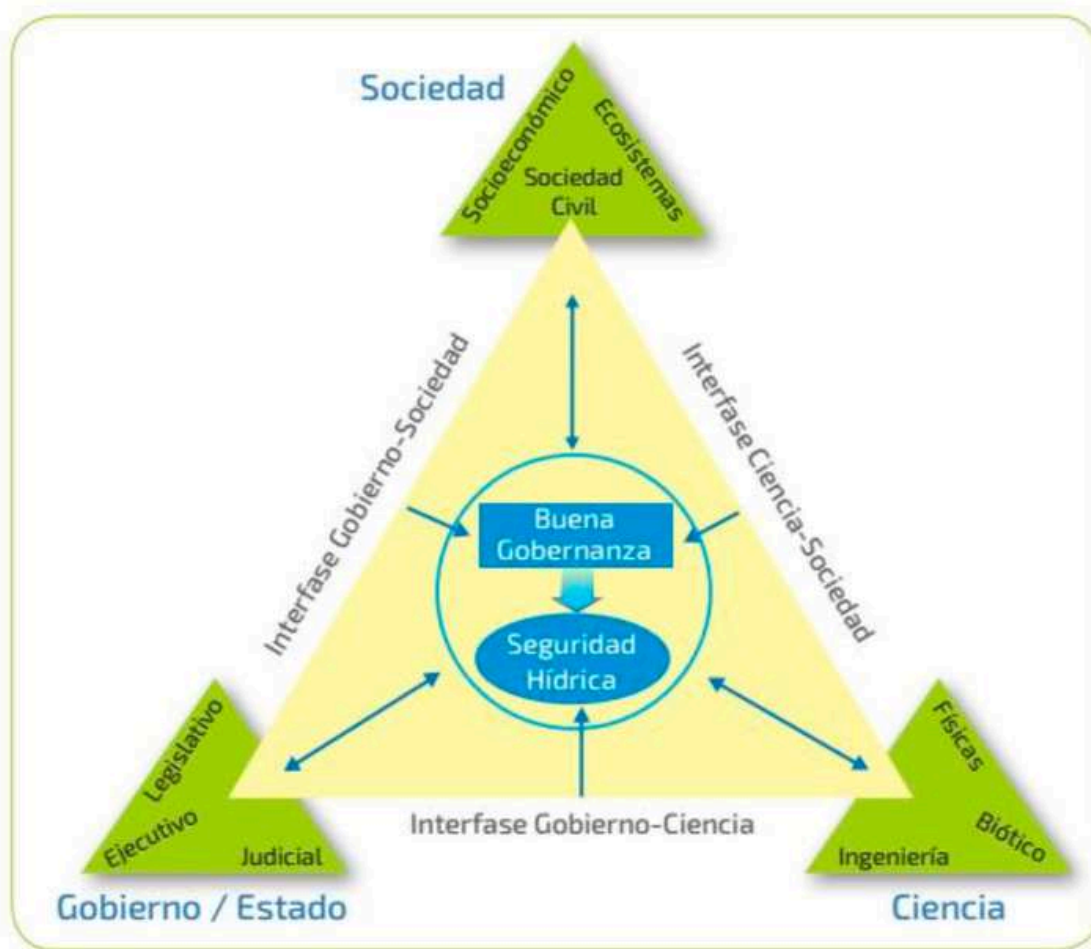 Sociedad
Socioeconómico
Ecosistemas
Sociedad
Civil
Interfase Gobierno-Sociedad
Interfase Ciencia-Sociedad
Buena
Gobernanza
Seguridad
Hídrica
Legislativo
Ejecutivo
Judicial
Físicas
Biótico
Ingeniería
Interfase Gobierno-Ciencia
Gobierno / Estado
Ciencia